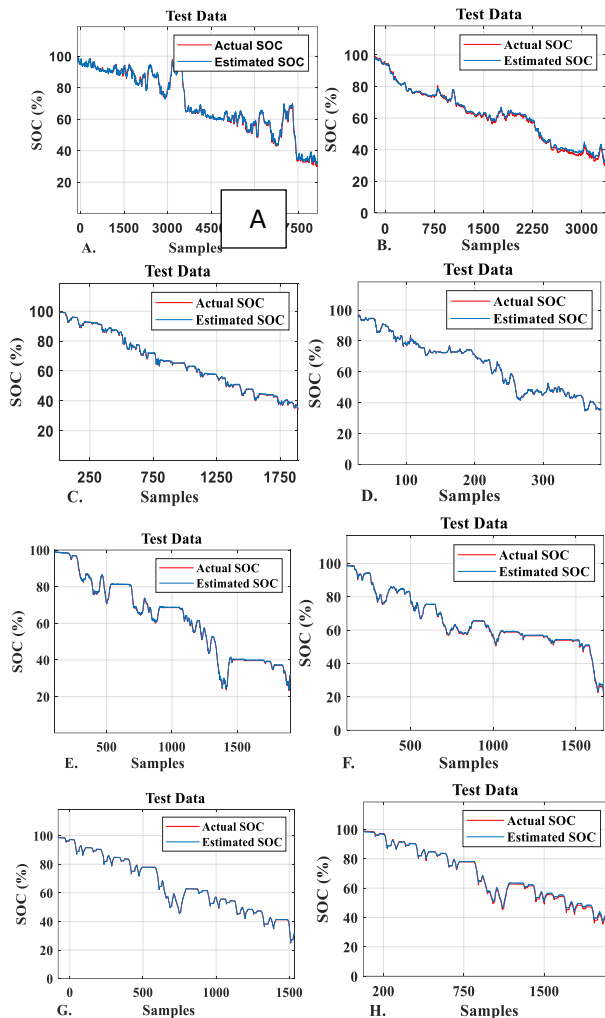 Test Data
Actual SOC
Estimated SOC
SOC (%)
100
80
60
40
20
0 1500 3000 4500 7500
A
A. Samples
Test Data
Actual SOC
Estimated SOC
SOC (%)
100
80
60
40
20
0
0 750 1500 2250 3000
B. Samples
Test Data
Actual SOC
Estimated SOC
SOC (%)
100
80
60
40
20
250 750 1250 1750
C. Samples
Test Data
Actual SOC
Estimated SOC
SOC (%)
100
80
60
40
20
0
100 200 300
D. Samples
Test Data
Actual SOC
Estimated SOC
SOC (%)
100
80
60
40
20
500 1000 1500
E. Samples
Test Data
Actual SOC
Estimated SOC
SOC (%)
100
80
60
40
20
0
500 1000 1500
F. Samples
Test Data
Actual SOC
Estimated SOC
SOC (%)
100
80
60
40
20
0
0 500 1000 1500
G. Samples
Test Data
Actual SOC
Estimated SOC
SOC (%)
100
80
60
40
20
0
200 750 1500
H. Samples